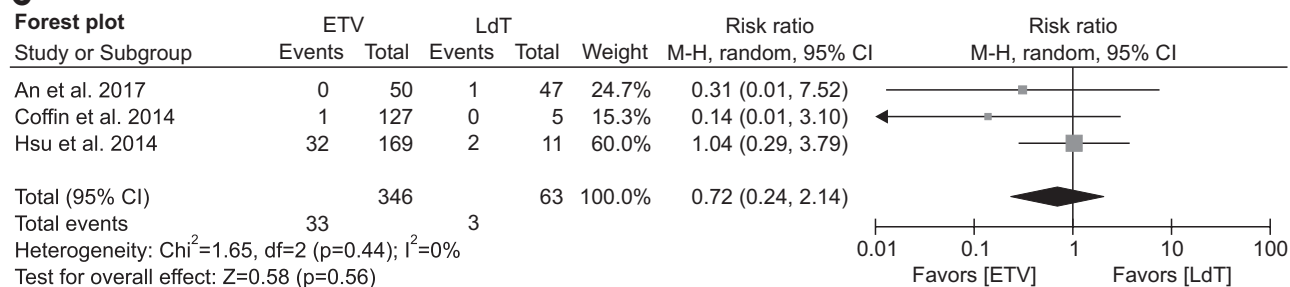 Forest plot ETV LdT Risk ratio Risk ratio
Study or Subgroup Events Total Events Total Weight M-H, random, 95% CI M-H, random, 95% CI
An et al. 2017 0 50 1 47 24.7% 0.31 (0.01, 7.52)
Coffin et al. 2014 1 127 0 5 15.3% 0.14 (0.01, 3.10)
Hsu et al. 2014 32 169 2 11 60.0% 1.04 (0.29, 3.79)
Total (95% CI) 346 63 100.0% 0.72 (0.24, 2.14)
Total events 33 3
Heterogeneity: Chi²=1.65, df=2 (p=0.44); I²=0%
Test for overall effect: Z=0.58 (p=0.56)
0.01 0.1 1 10 100
Favors [ETV] Favors [LdT]